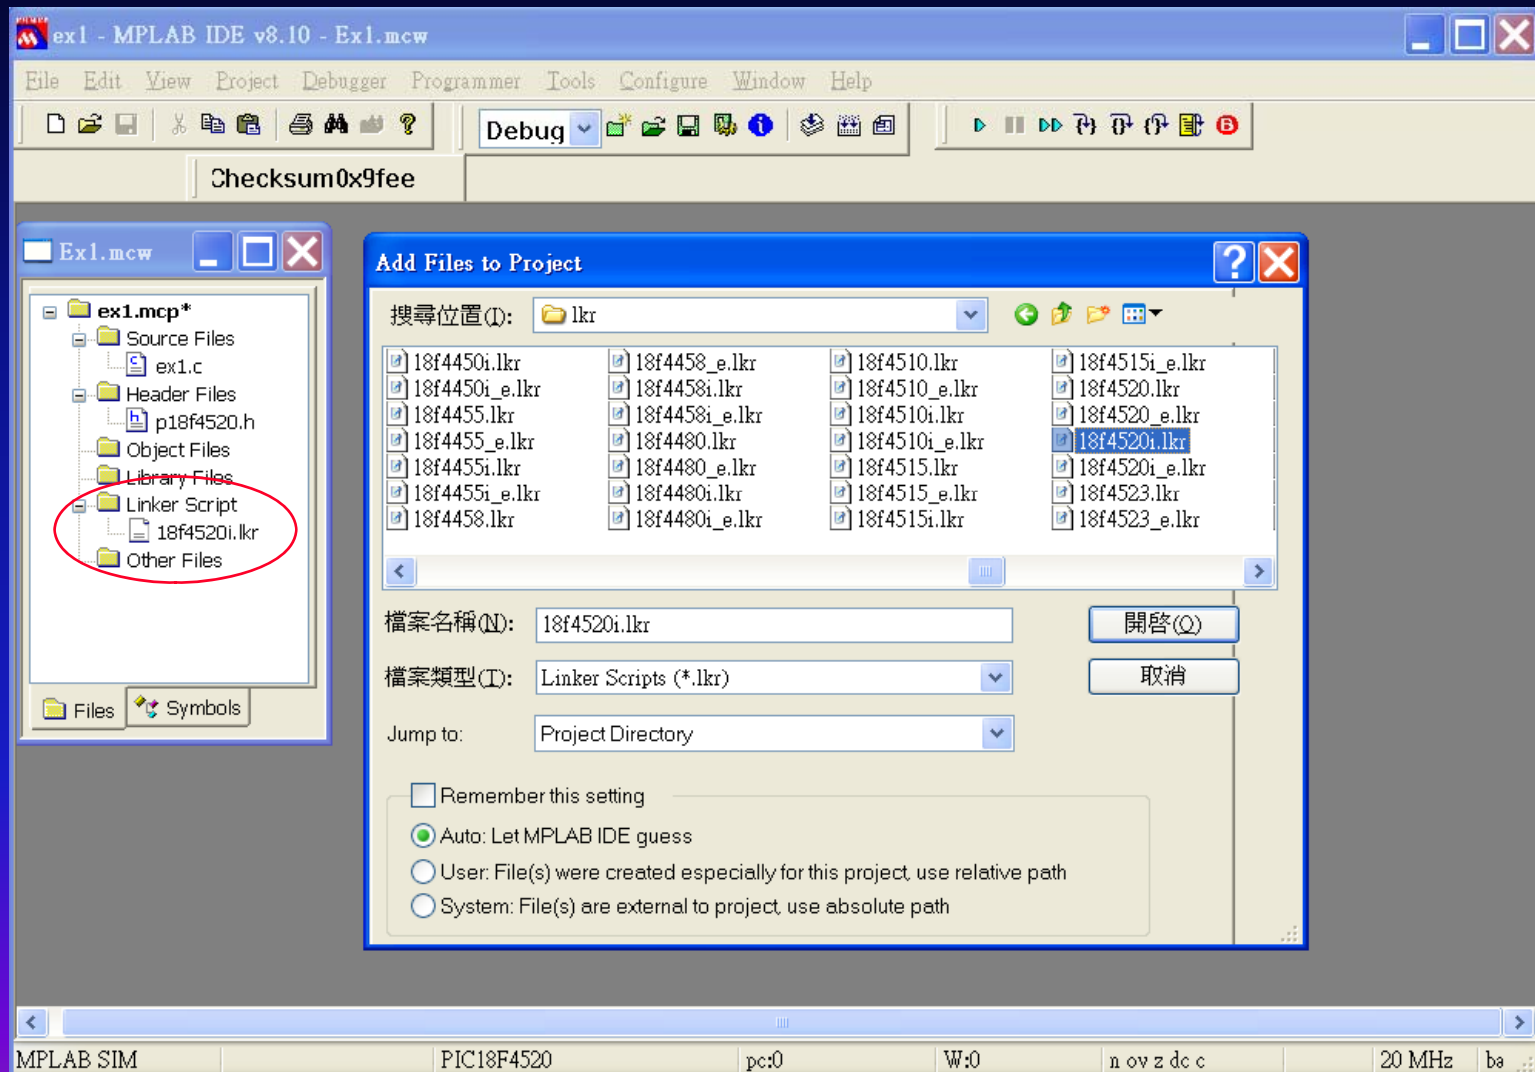 ex1 - MPLAB IDE v8.10 - Ex1.mcw
File Edit View Project Debugger Programmer Tools Configure Window Help
Debug
Checksum0x9fee
Ex1.mcw
ex1.mcp*
Source Files
ex1.c
Header Files
p18f4520.h
Object Files
Library Files
Linker Script
18f4520i.lkr
Other Files
Files Symbols
Add Files to Project
搜尋位置(I): lkr
18f4450i.lkr 18f4458_e.lkr 18f4510.lkr 18f4515i_e.lkr
18f4450i_e.lkr 18f4458i.lkr 18f4510_e.lkr 18f4520.lkr
18f4455.lkr 18f4458i_e.lkr 18f4510i.lkr 18f4520_e.lkr
18f4455_e.lkr 18f4480.lkr 18f4510i_e.lkr 18f4520i.lkr
18f4455i.lkr 18f4480_e.lkr 18f4515.lkr 18f4520i_e.lkr
18f4455i_e.lkr 18f4480i.lkr 18f4515_e.lkr 18f4523.lkr
18f4458.lkr 18f4480i_e.lkr 18f4515i.lkr 18f4523_e.lkr
檔案名稱(N): 18f4520i.lkr 開啓(O)
檔案類型(T): Linker Scripts (*.lkr) 取消
Jump to: Project Directory
Remember this setting
Auto: Let MPLAB IDE guess
User: File(s) were created especially for this project, use relative path
System: File(s) are external to project, use absolute path
MPLAB SIM PIC18F4520 pc:0 W:0 n ov z dc c 20 MHz ba